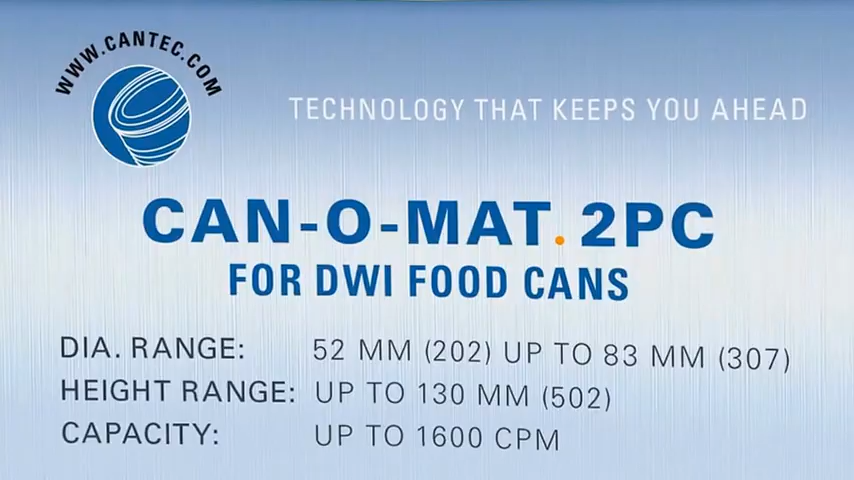 WWW.CANTEC.COM
TECHNOLOGY THAT KEEPS YOU AHEAD
CAN-O-MAT. 2PC
FOR DWI FOOD CANS
DIA. RANGE: 52 MM (202) UP TO 83 MM (307)
HEIGHT RANGE: UP TO 130 MM (502)
CAPACITY: UP TO 1600 CPM